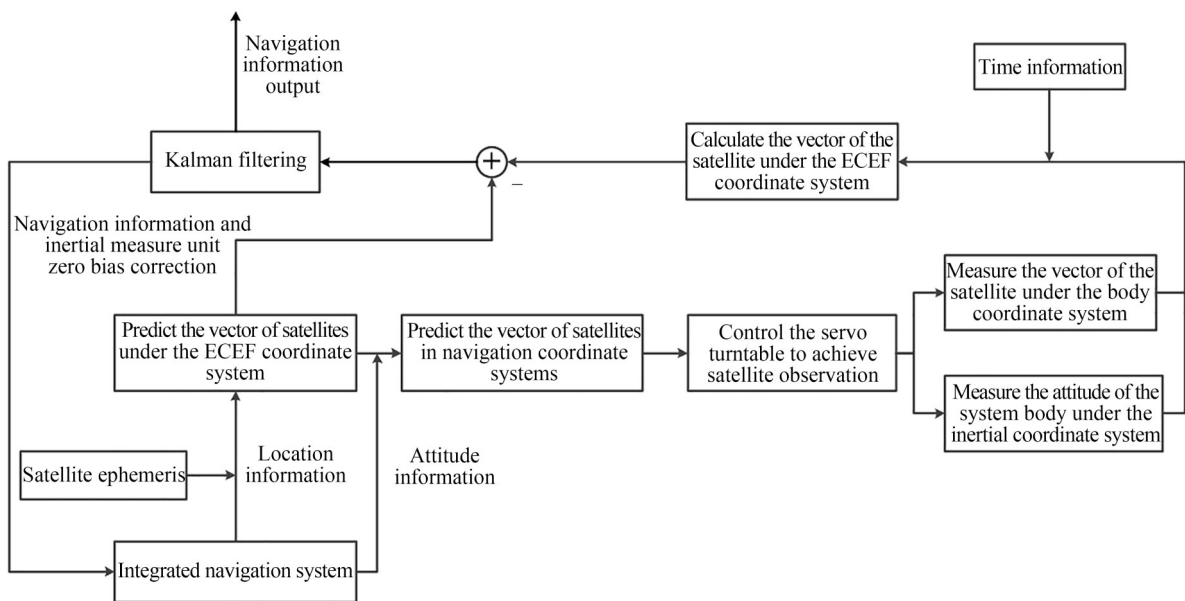 Navigation
information
output
Time information
Kalman filtering
+
Calculate the vector of the
satellite under the ECEF
coordinate system
−
Navigation information and
inertial measure unit
zero bias correction
Measure the vector of the
satellite under the body
coordinate system
Predict the vector of satellites
under the ECEF coordinate
system
Predict the vector of satellites
in navigation coordinate
systems
Control the servo
turntable to achieve
satellite observation
Measure the attitude of the
system body under the
inertial coordinate system
Satellite ephemeris
Location
information
Attitude
information
Integrated navigation system